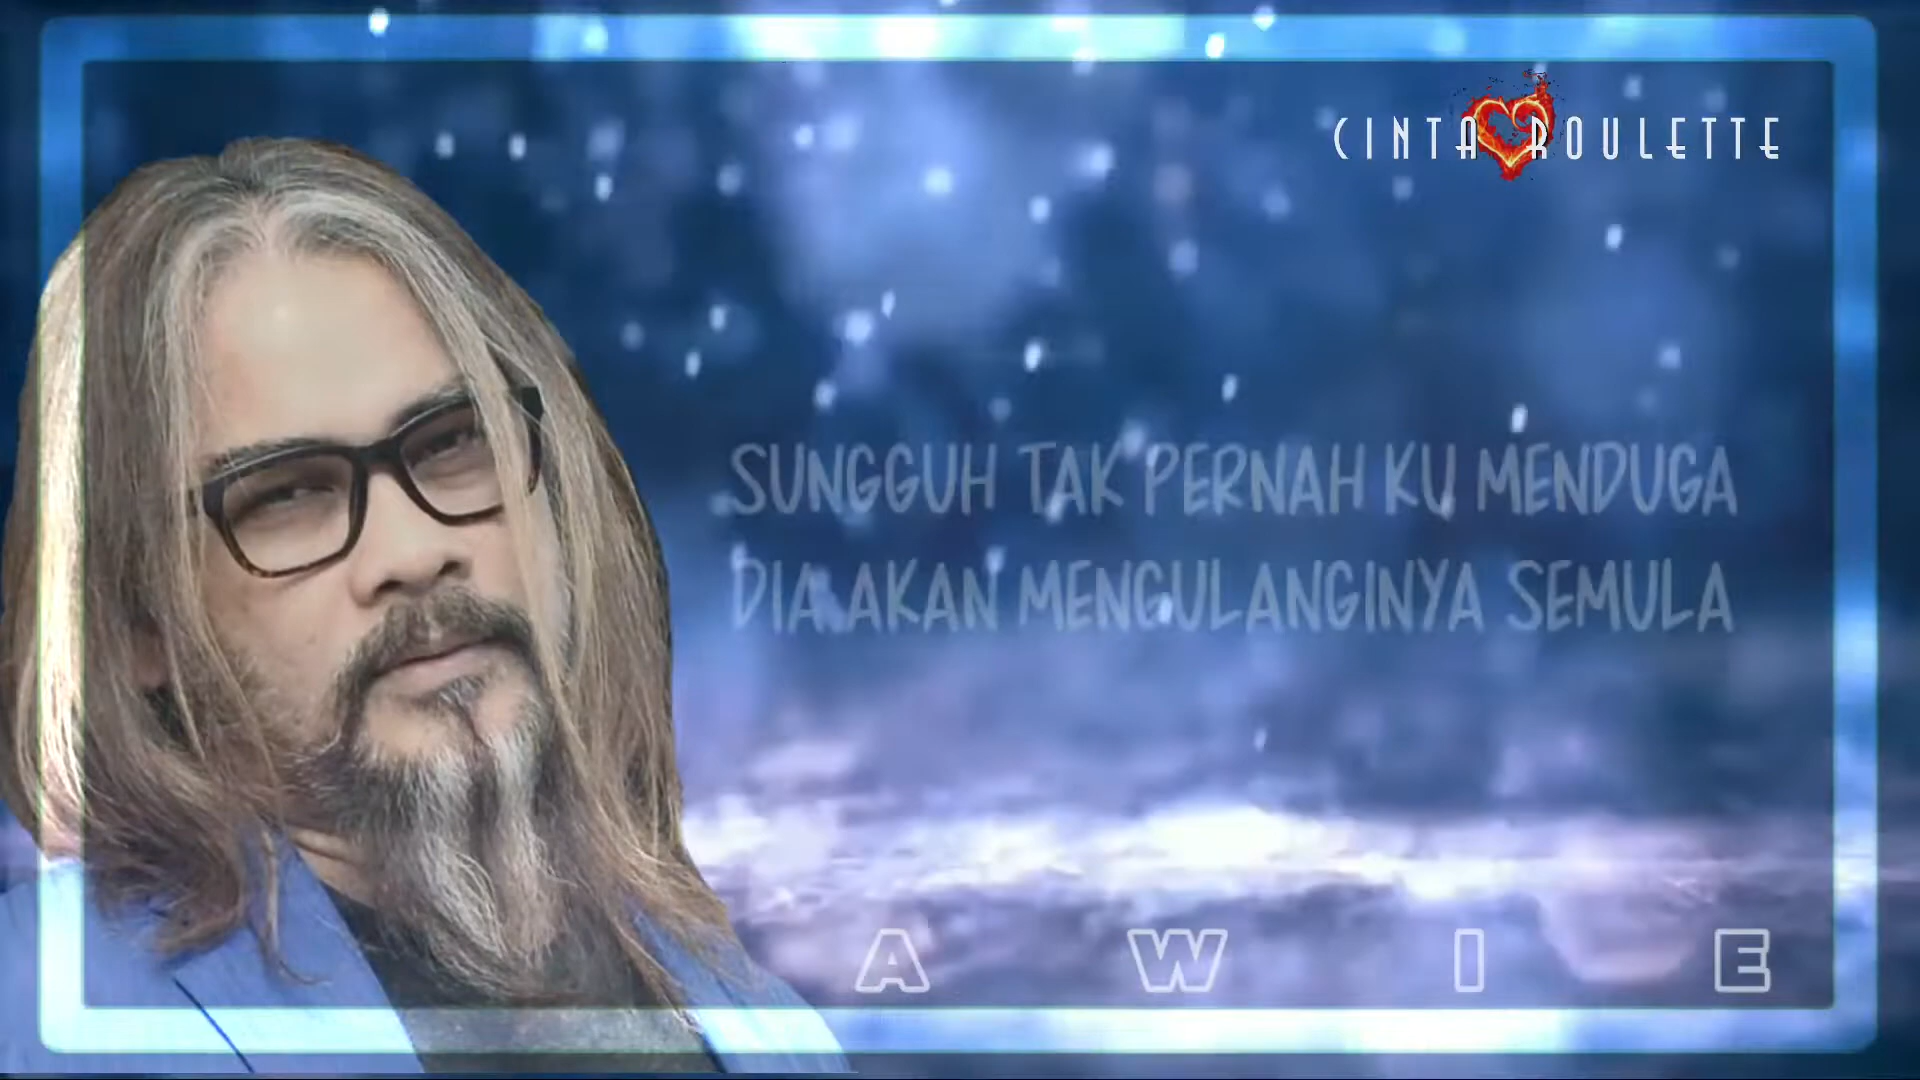 CINTA ROULETTE
SUNGGUH TAK PERNAH KU MENDUGA
DIA AKAN MENGULANGINYA SEMULA
A W I E